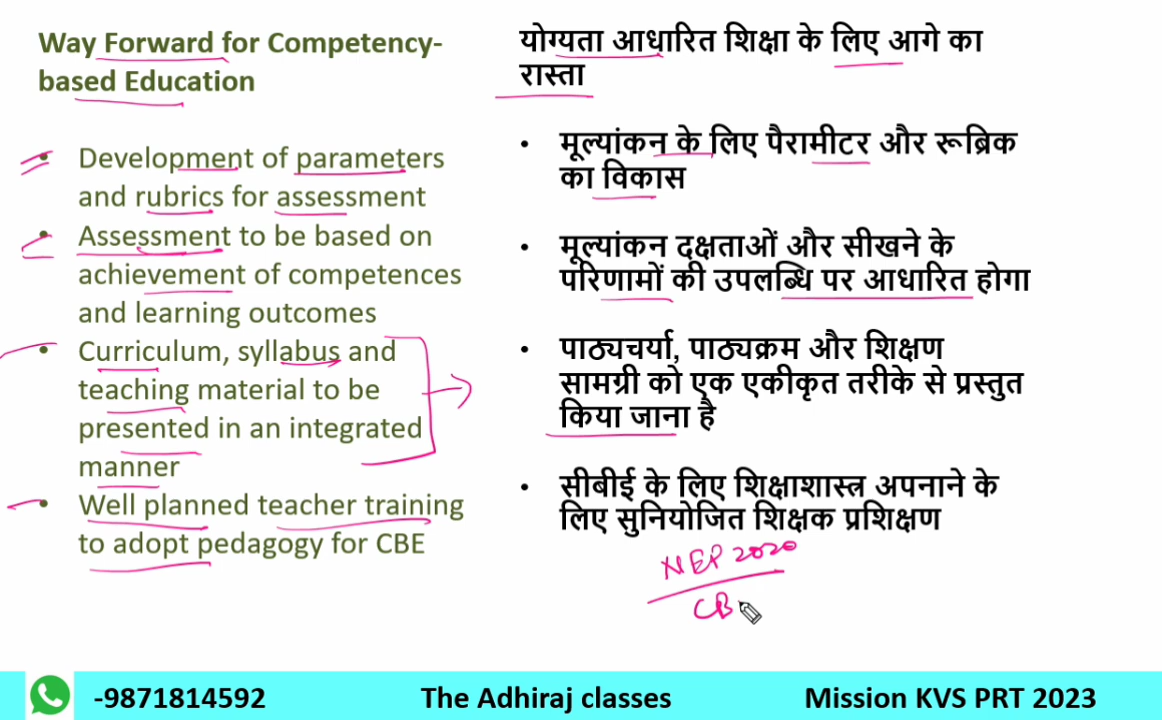 Way Forward for Competency-
based Education
• Development of parameters
and rubrics for assessment
• Assessment to be based on
achievement of competences
and learning outcomes
• Curriculum, syllabus and
teaching material to be
presented in an integrated
manner
• Well planned teacher training
to adopt pedagogy for CBE
योग्यता आधारित शिक्षा के लिए आगे का
रास्ता
• मूल्यांकन के लिए पैरामीटर और रूब्रिक
का विकास
• मूल्यांकन दक्षताओं और सीखने के
परिणामों की उपलब्धि पर आधारित होगा
• पाठ्यचर्या, पाठ्यक्रम और शिक्षण
सामग्री को एक एकीकृत तरीके से प्रस्तुत
किया जाना है
• सीबीई के लिए शिक्षाशास्त्र अपनाने के
लिए सुनियोजित शिक्षक प्रशिक्षण
NEP 2020
CB
-9871814592 The Adhiraj classes Mission KVS PRT 2023